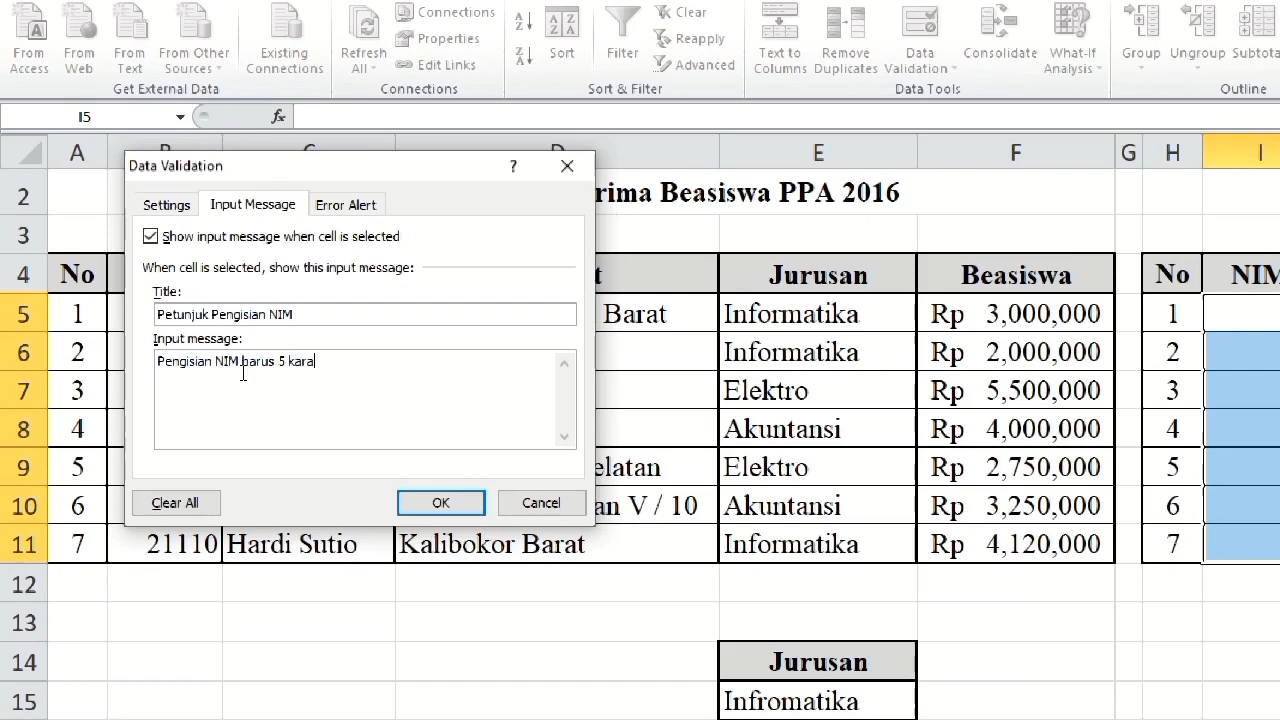 From Access
From Web
From Text
From Other Sources
Existing Connections
Get External Data
Refresh All
Connections
Properties
Edit Links
Connections
A Z
Z A
Sort
Filter
Clear
Reapply
Advanced
Sort & Filter
Text to Columns
Remove Duplicates
Data Validation
Consolidate
What-If Analysis
Data Tools
Group
Ungroup
Subtota
Outline
I5
fx
A B C D E F G H I
Data Validation ?
Settings
Input Message
Error Alert
Show input message when cell is selected
When cell is selected, show this input message:
Title:
Petunjuk Pengisian NIM
Input message:
Pengisian NIM harus 5 kara
Clear All
OK
Cancel
2 rima Beasiswa PPA 2016
3
4 No t Jurusan Beasiswa No NIM
5 1 Barat Informatika Rp 3,000,000 1
6 2 Informatika Rp 2,000,000 2
7 3 Elektro Rp 5,500,000 3
8 4 Akuntansi Rp 4,000,000 4
9 5 elatan Elektro Rp 2,750,000 5
10 6 an V / 10 Akuntansi Rp 3,250,000 6
11 7 21110 Hardi Sutio Kalibokor Barat Informatika Rp 4,120,000 7
12
13
14 Jurusan
15 Infromatika